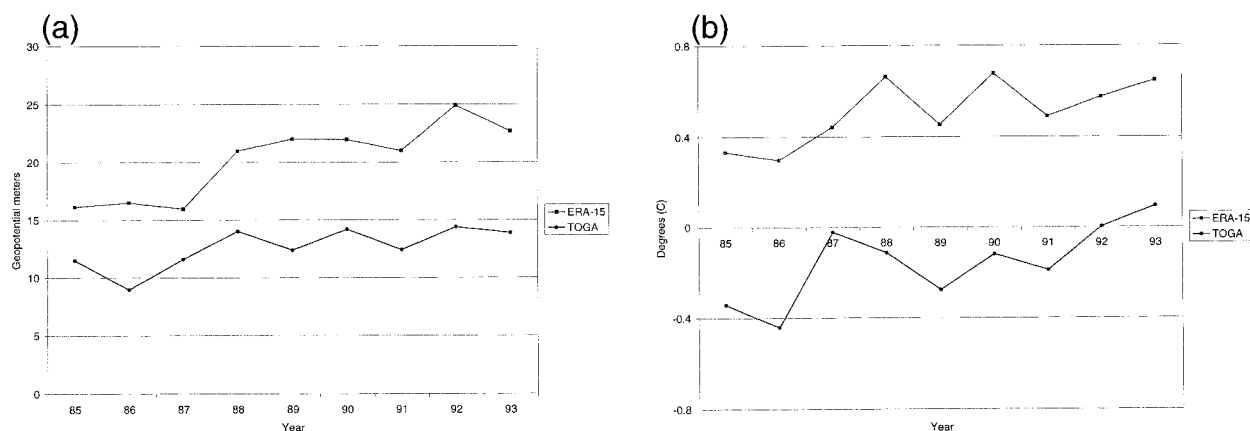 (a)
30
25
20
15
10
5
0
Geopotential meters
85 86 87 88 89 90 91 92 93
Year
ERA-15
TOGA
(b)
0.8
0.4
0
-0.4
-0.8
Degrees (C)
85 86 87 88 89 90 91 92 93
Year
ERA-15
TOGA